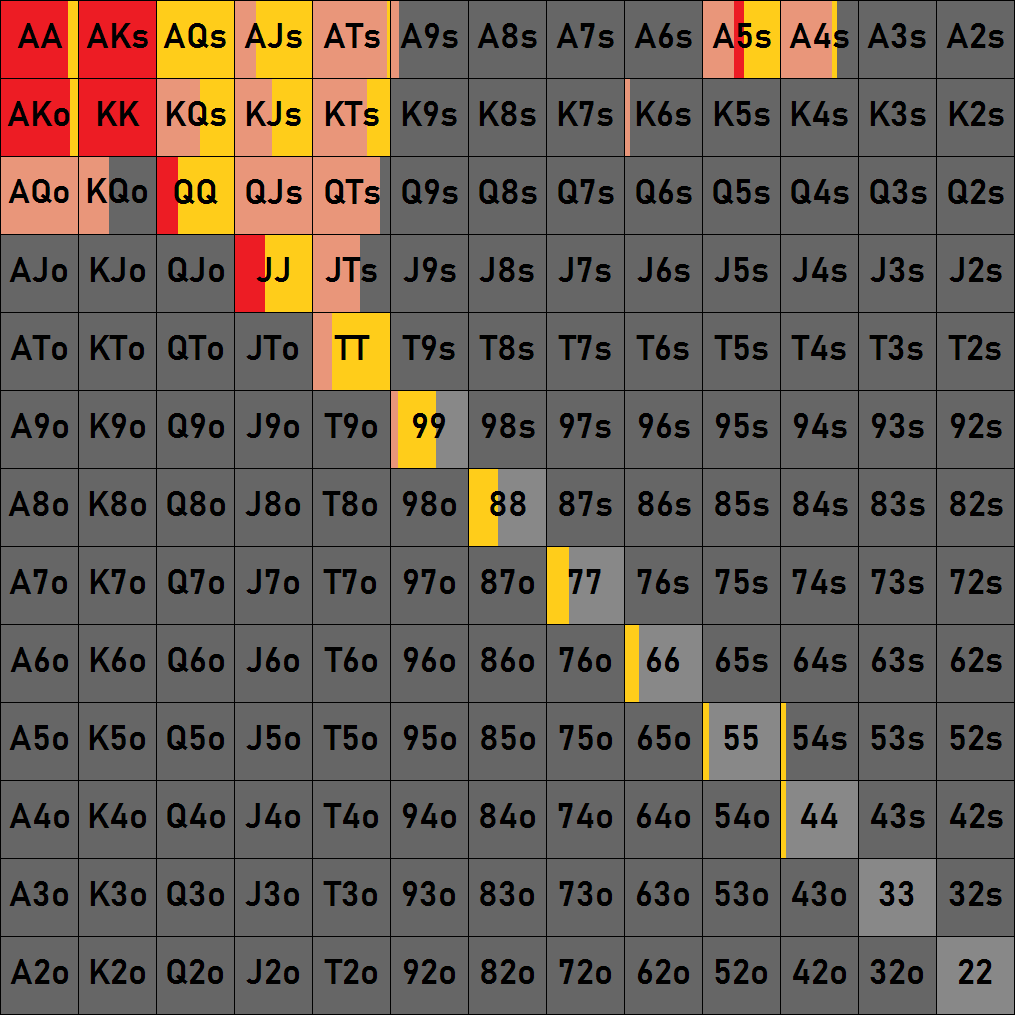 AA AKs AQs AJs ATs A9s A8s A7s A6s A5s A4s A3s A2s
AKo KK KQs KJs KTs K9s K8s K7s K6s K5s K4s K3s K2s
AQo KQo QQ QJs QTs Q9s Q8s Q7s Q6s Q5s Q4s Q3s Q2s
AJo KJo QJo JJ JTs J9s J8s J7s J6s J5s J4s J3s J2s
ATo KTo QTo JTo TT T9s T8s T7s T6s T5s T4s T3s T2s
A9o K9o Q9o J9o T9o 99 98s 97s 96s 95s 94s 93s 92s
A8o K8o Q8o J8o T8o 98o 88 87s 86s 85s 84s 83s 82s
A7o K7o Q7o J7o T7o 97o 87o 77 76s 75s 74s 73s 72s
A6o K6o Q6o J6o T6o 96o 86o 76o 66 65s 64s 63s 62s
A5o K5o Q5o J5o T5o 95o 85o 75o 65o 55 54s 53s 52s
A4o K4o Q4o J4o T4o 94o 84o 74o 64o 54o 44 43s 42s
A3o K3o Q3o J3o T3o 93o 83o 73o 63o 53o 43o 33 32s
A2o K2o Q2o J2o T2o 92o 82o 72o 62o 52o 42o 32o 22